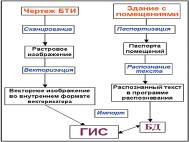 Чертеж БТИ
Сканирование
Растровое
изображение
Векторизация
Векторное изображение
во внутреннем формате
векторизатора
Здание с
помещениями
Паспортизация
Паспорта
помещений
Распознание
текста
Распознанный текст
в программе
распознавания
Импорт
ГИС
БД